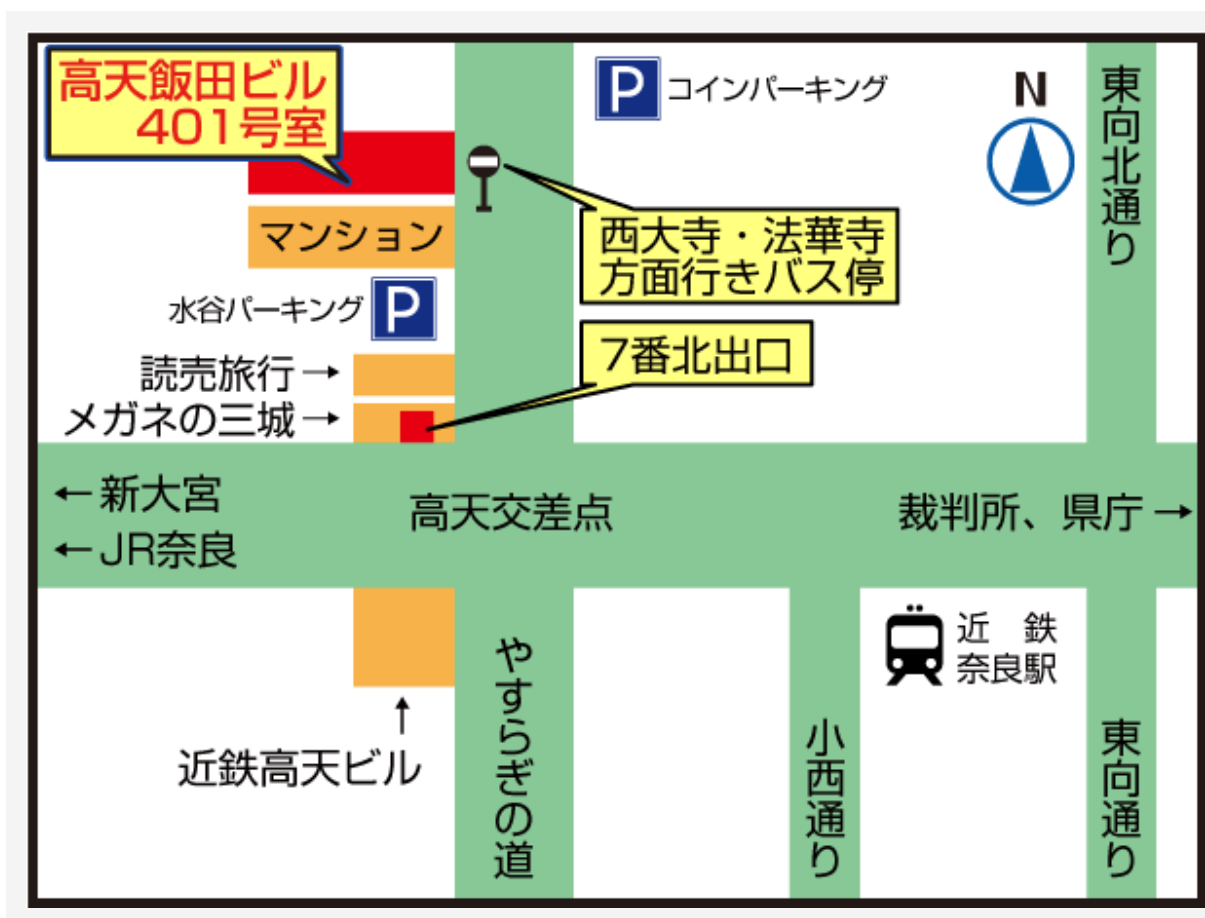 高天飯田ビル
401号室
P コインパーキング
N
東向北通り
マンション
西大寺・法華寺
方面行きバス停
水谷パーキング P
7番北出口
読売旅行→
メガネの三城→
←新大宮
←JR奈良
高天交差点
裁判所、県庁→
近鉄
奈良駅
やすらぎの道
小西通り
東向通り
↑
近鉄高天ビル